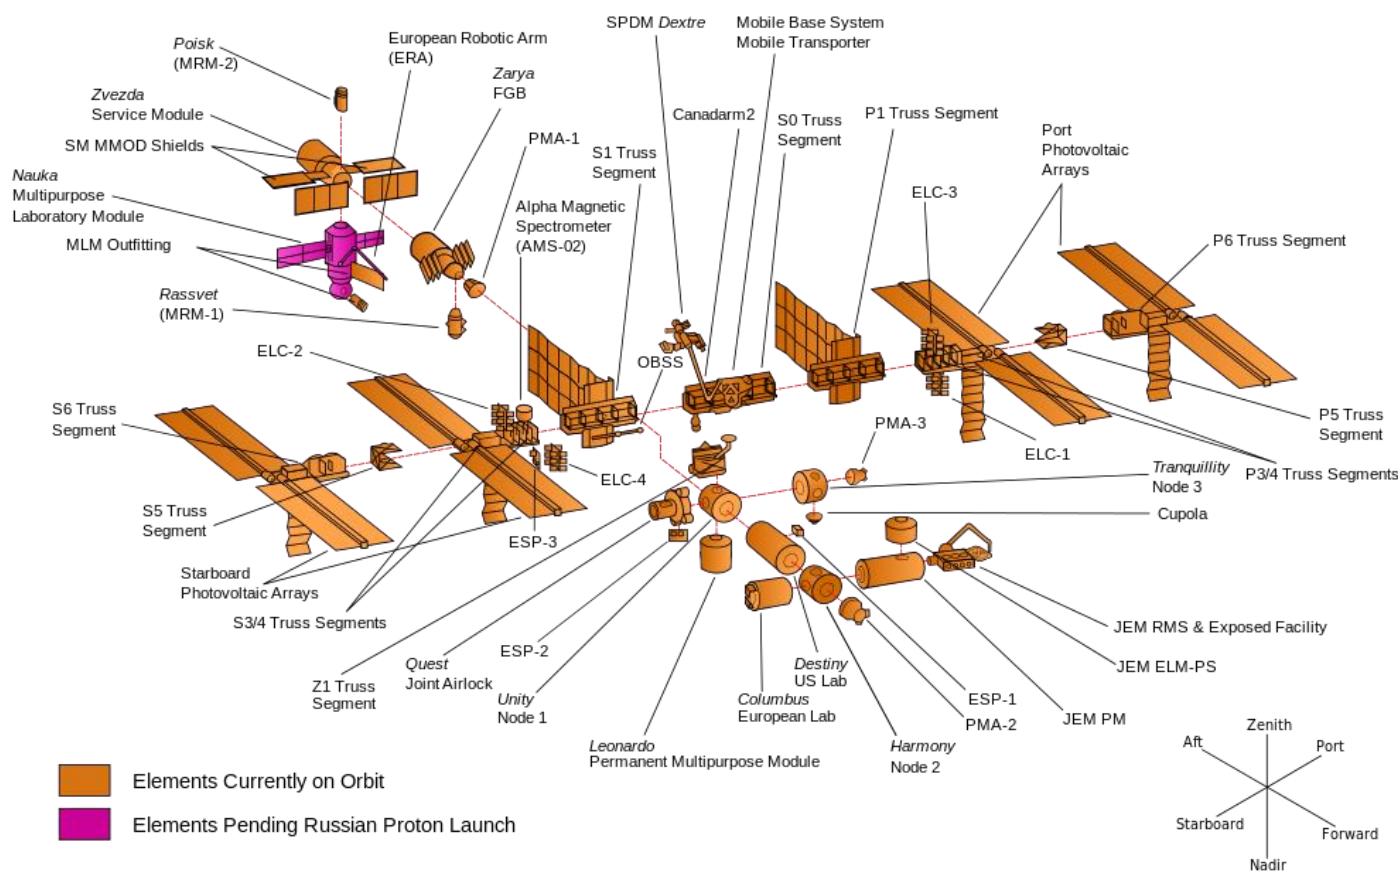 SPDM Dextre
Mobile Base System
Mobile Transporter
Poisk
(MRM-2)
European Robotic Arm
(ERA)
Zarya
FGB
Zvezda
Service Module
SM MMOD Shields
PMA-1
Canadarm2
S0 Truss
Segment
P1 Truss Segment
Port
Photovoltaic
Arrays
S1 Truss
Segment
Nauka
Multipurpose
Laboratory Module
ELC-3
Alpha Magnetic
Spectrometer
(AMS-02)
MLM Outfitting
P6 Truss Segment
Rassvet
(MRM-1)
ELC-2
OBSS
S6 Truss
Segment
P5 Truss
Segment
PMA-3
ELC-1
Tranquillity
Node 3
P3/4 Truss Segments
ELC-4
S5 Truss
Segment
Cupola
ESP-3
Starboard
Photovoltaic Arrays
S3/4 Truss Segments
JEM RMS & Exposed Facility
ESP-2
Quest
Joint Airlock
Destiny
US Lab
JEM ELM-PS
Z1 Truss
Segment
Unity
Node 1
Columbus
European Lab
ESP-1
PMA-2
JEM PM
Leonardo
Permanent Multipurpose Module
Harmony
Node 2
Elements Currently on Orbit
Elements Pending Russian Proton Launch
Zenith
Aft
Port
Starboard
Forward
Nadir